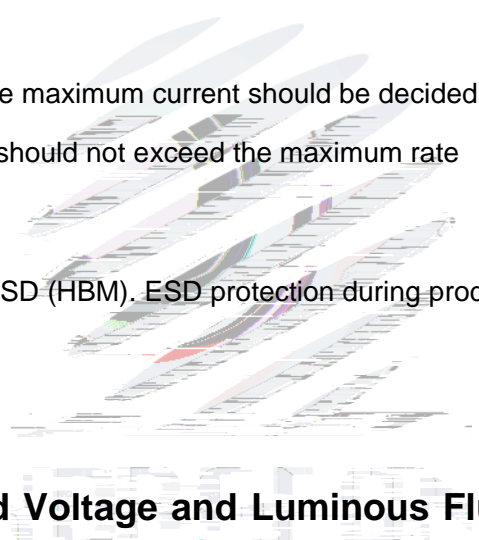 e maximum current should be decided
should not exceed the maximum rate
SD (HBM). ESD protection during prod
d Voltage and Luminous Flu